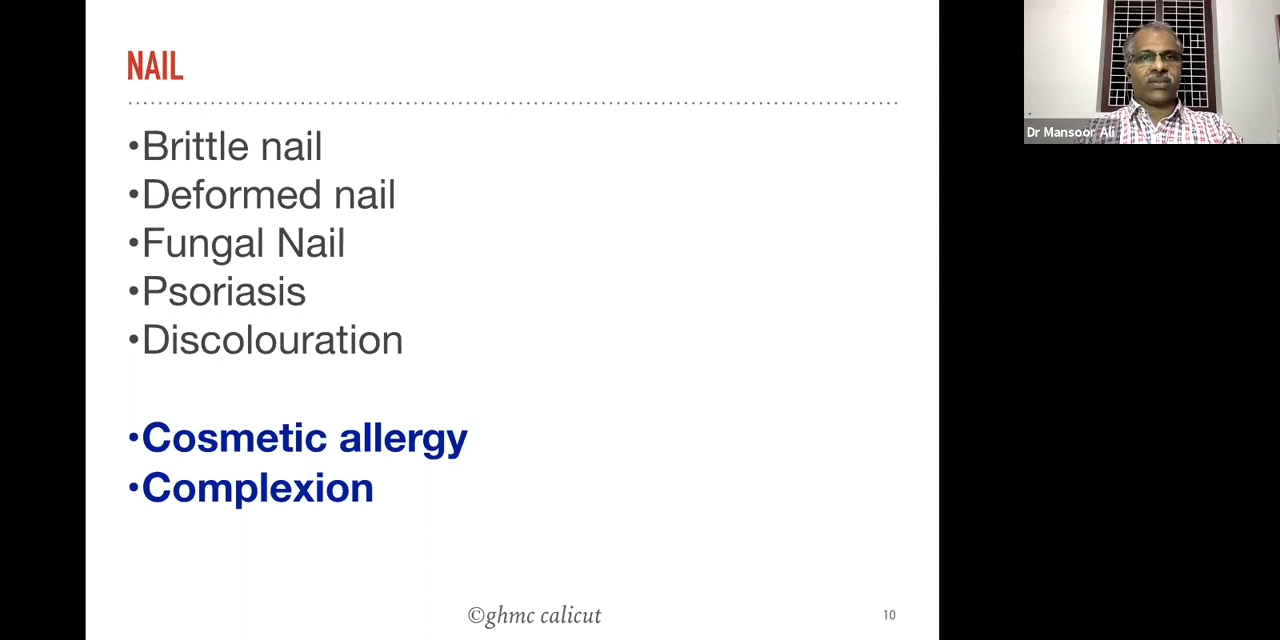 NAIL
•Brittle nail
•Deformed nail
•Fungal Nail
•Psoriasis
•Discolouration
•Cosmetic allergy
•Complexion
©ghmc calicut
10
Dr Mansoor Ali